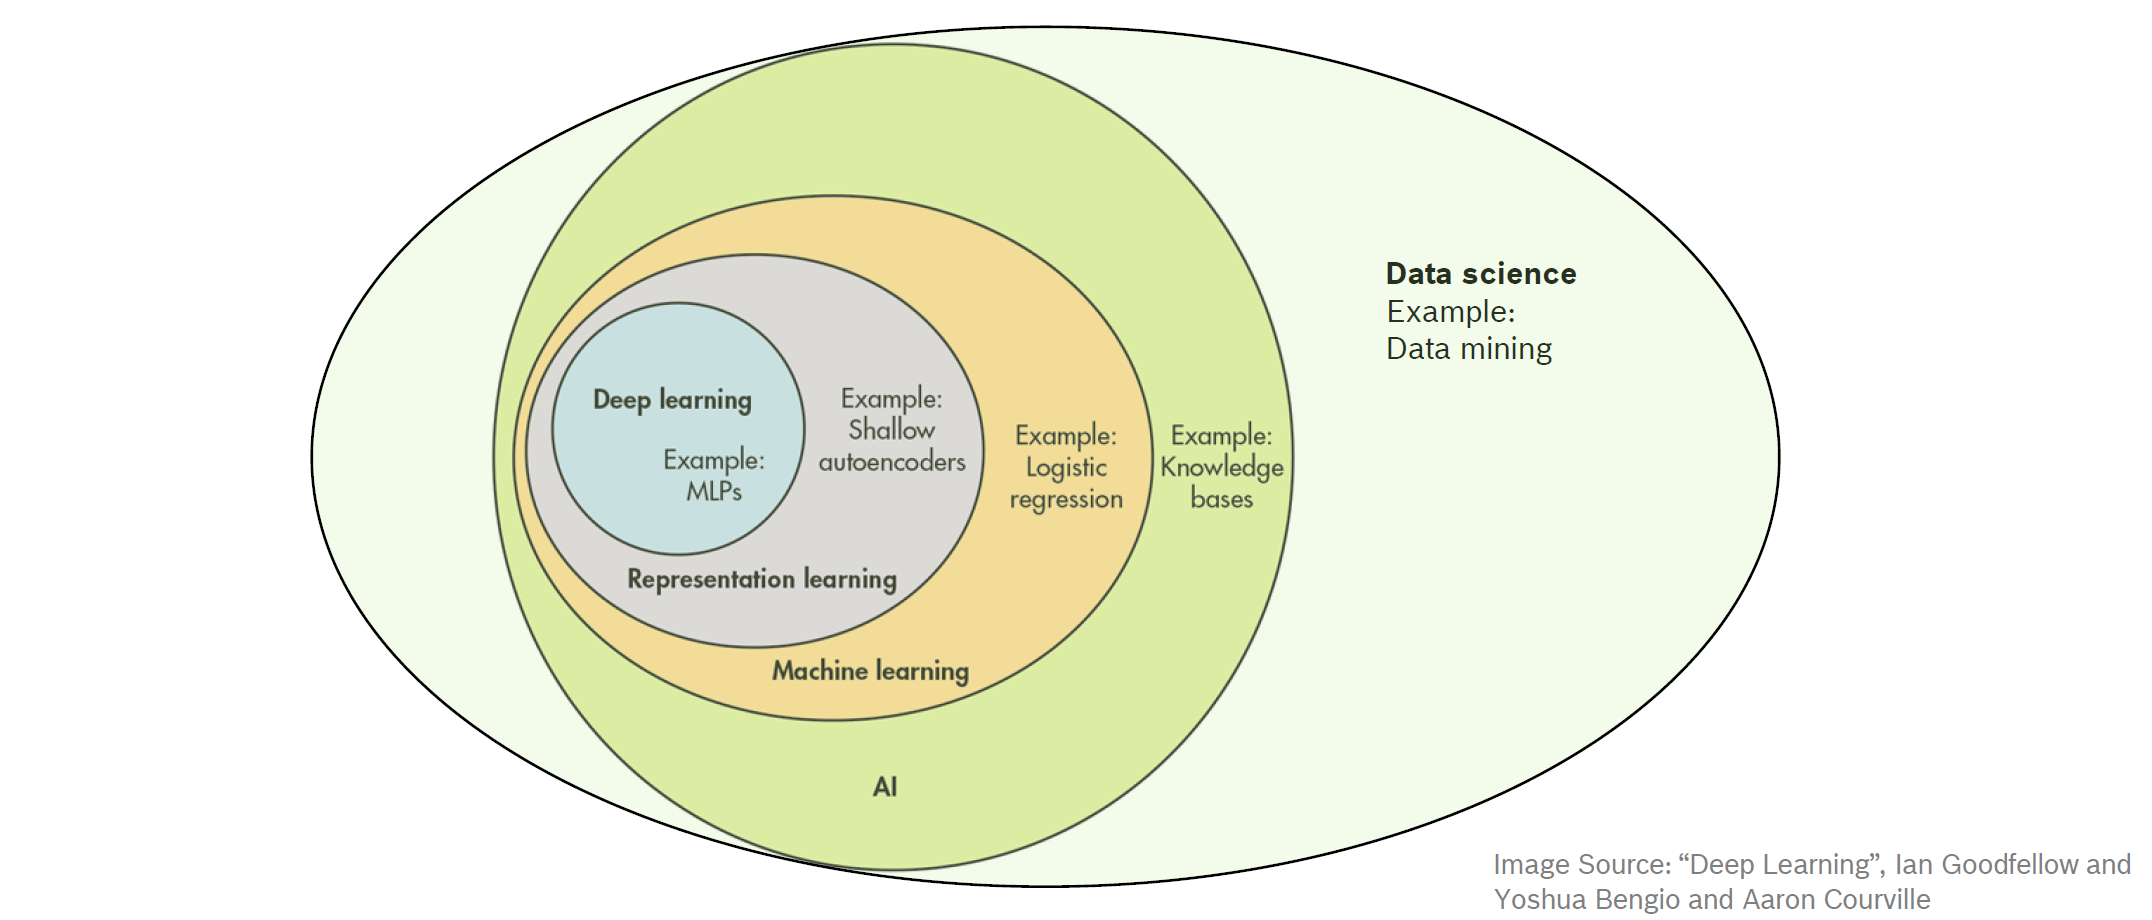 Data science
Example:
Data mining
Deep learning
Example:
MLPs
Example:
Shallow
autoencoders
Example:
Logistic
regression
Example:
Knowledge
bases
Representation learning
Machine learning
AI
Image Source: “Deep Learning”, Ian Goodfellow and
Yoshua Bengio and Aaron Courville